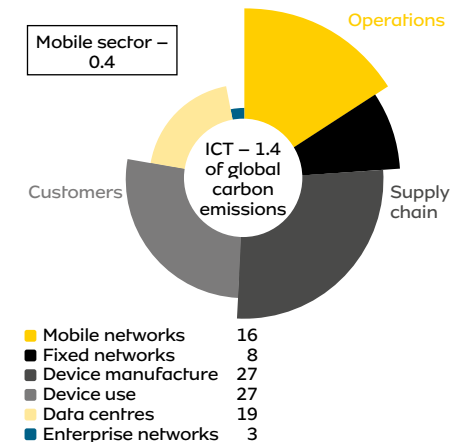 Operations
Mobile sector –
0.4
ICT – 1.4
of global
carbon
emissions
Customers
Supply
chain
Mobile networks 16
Fixed networks 8
Device manufacture 27
Device use 27
Data centres 19
Enterprise networks 3